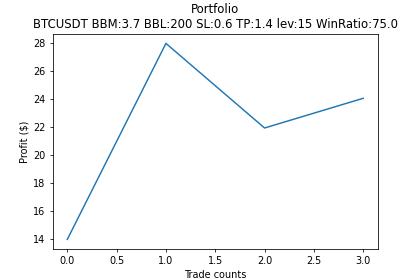 Portfolio
BTCUSDT BBM:3.7 BBL:200 SL:0.6 TP:1.4 lev:15 WinRatio:75.0
28
26
24
22
20
18
16
14
Profit ($)
0.0 0.5 1.0 1.5 2.0 2.5 3.0
Trade counts